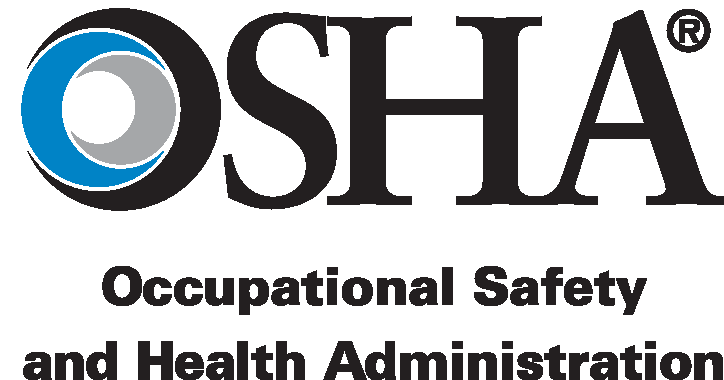 OSHA®
Occupational Safety
and Health Administration